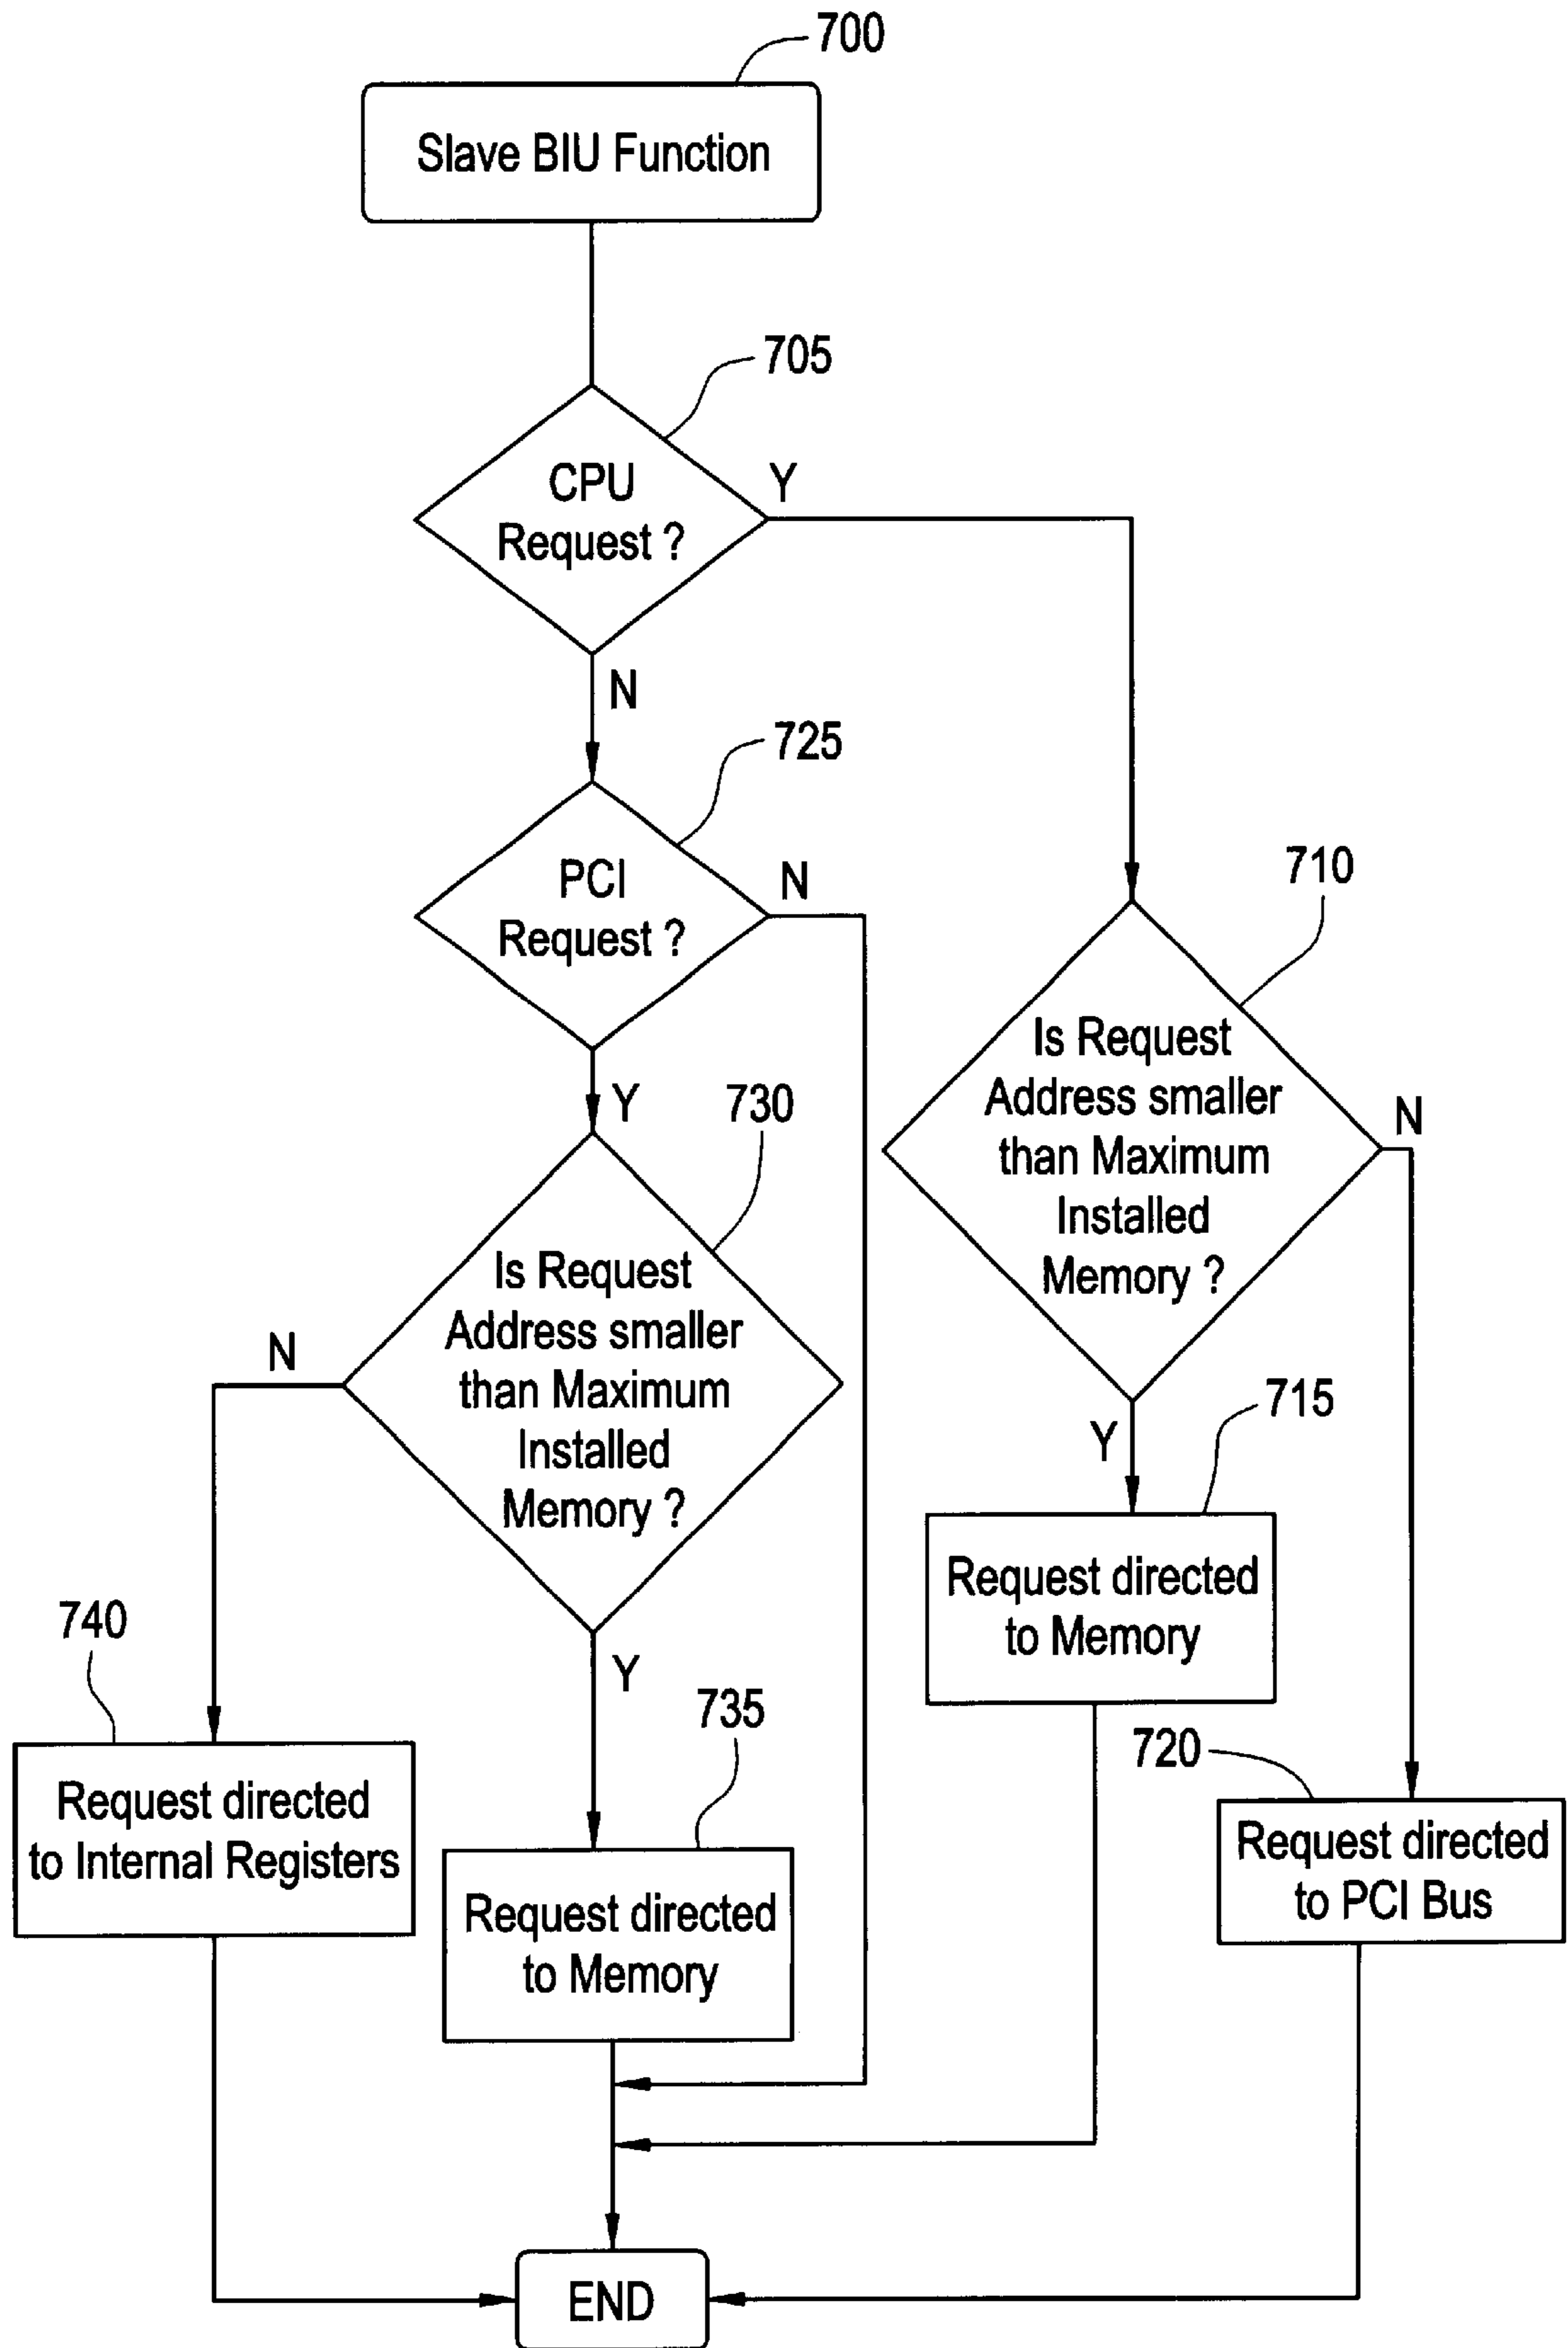 700
Slave BIU Function
705
CPU
Request ?
Y
N
725
PCI
Request ?
N
Y
710
Is Request
Address smaller
than Maximum
Installed
Memory ?
N
Y
730
Is Request
Address smaller
than Maximum
Installed
Memory ?
N
Y
715
Request directed
to Memory
720
Request directed
to PCI Bus
740
Request directed
to Internal Registers
735
Request directed
to Memory
END